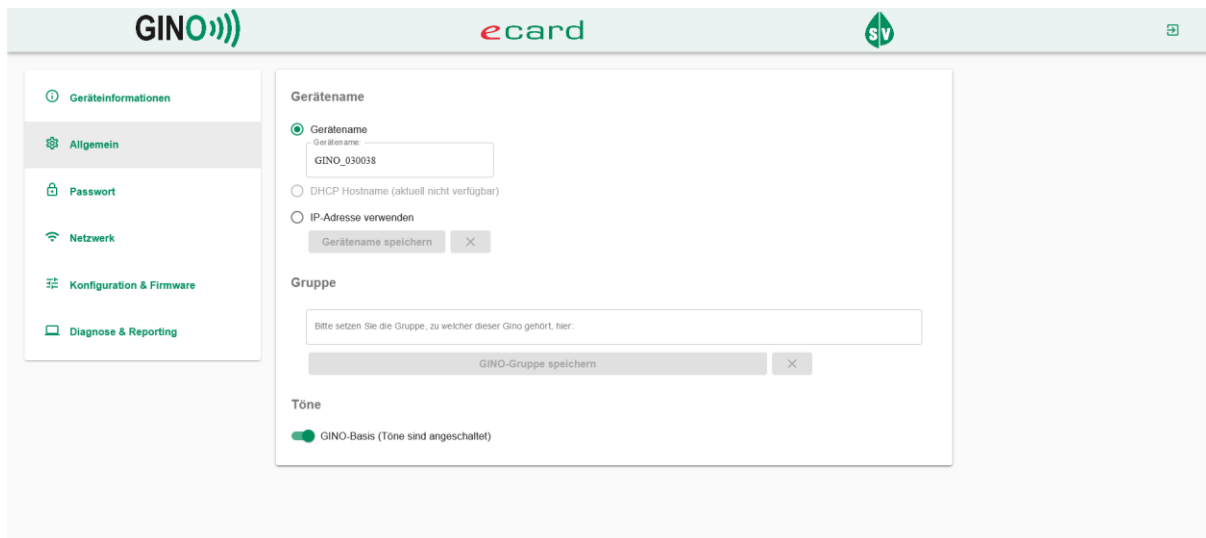 GINO
ecard
SV
Geräteinformationen
Allgemein
Passwort
Netzwerk
Konfiguration & Firmware
Diagnose & Reporting
Gerätename
Gerätename
Gerätename:
GINO_030038
DHCP Hostname (aktuell nicht verfügbar)
IP-Adresse verwenden
Gerätename speichern
Gruppe
Bitte setzen Sie die Gruppe, zu welcher dieser Gino gehört, hier:
GINO-Gruppe speichern
Töne
GINO-Basis (Töne sind angeschaltet)